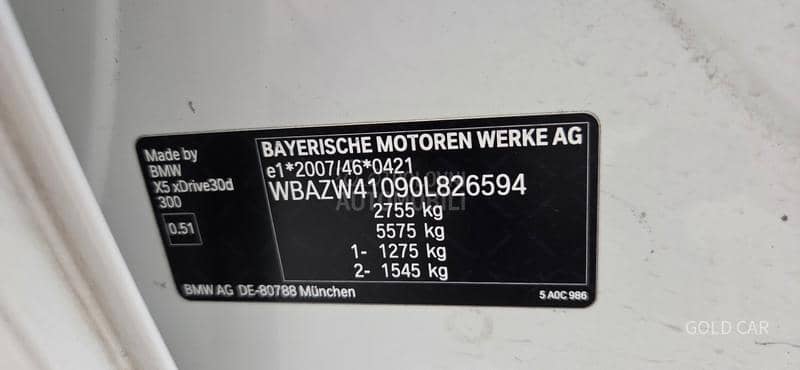 Made by
BMW
X5 xDrive30d
300
0.51
BAYERISCHE MOTOREN WERKE AG
e1*2007/46*0421
WBAZW41090L826594
2755 kg
5575 kg
1- 1275 kg
2- 1545 kg
BMW AG DE-80788 München
5 A0C 986
GOLD CAR